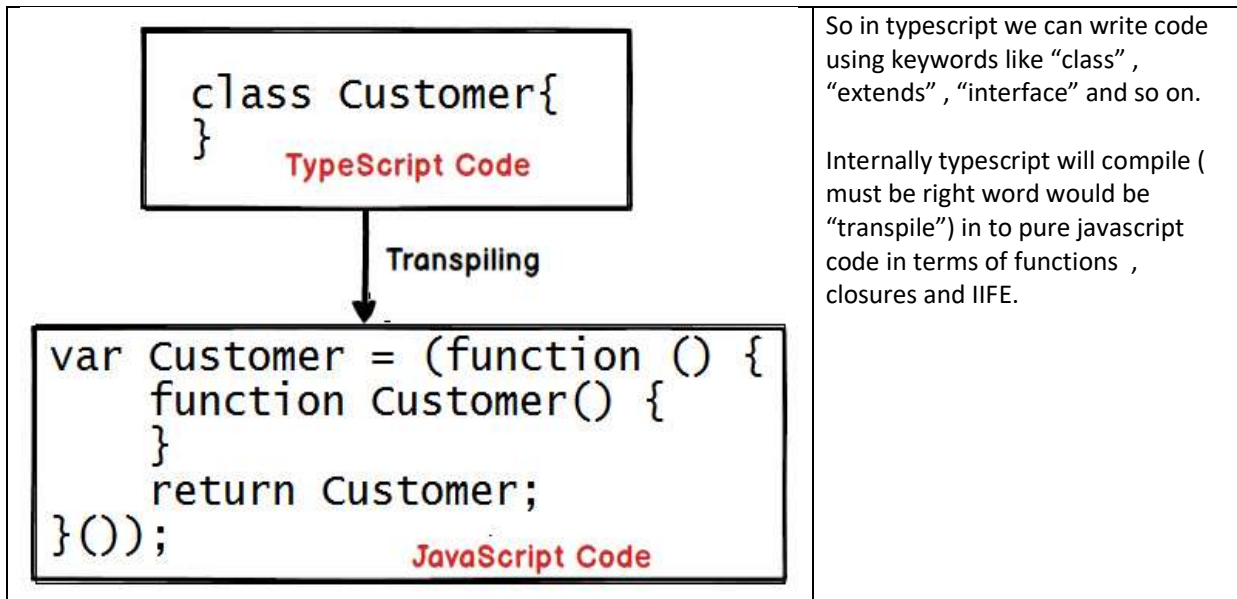 class Customer{
}
TypeScript Code
Transpiling
var Customer = (function () {
    function Customer() {
    }
    return Customer;
}());
JavaScript Code
So in typescript we can write code
using keywords like “class” ,
“extends” , “interface” and so on.
Internally typescript will compile (
must be right word would be
“transpile”) in to pure javascript
code in terms of functions  ,
closures and IIFE.